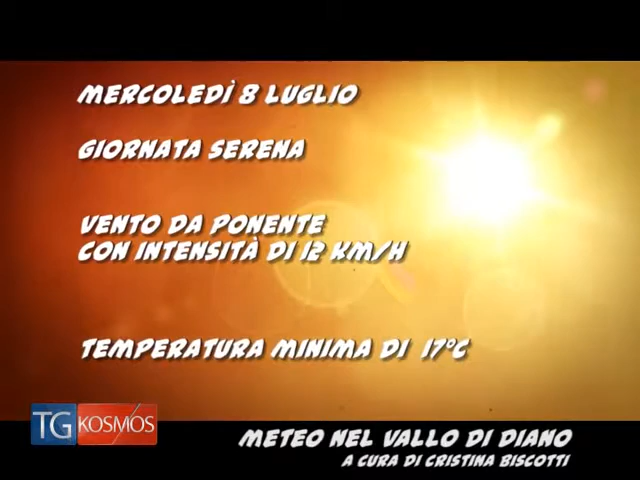 MERCOLEDÌ 8 LUGLIO
GIORNATA SERENA
VENTO DA PONENTE
CON INTENSITÀ DI 12 KM/H
TEMPERATURA MINIMA DI 17°C
TG KOSMOS
METEO NEL VALLO DI DIANO
A CURA DI CRISTINA BISCOTTI